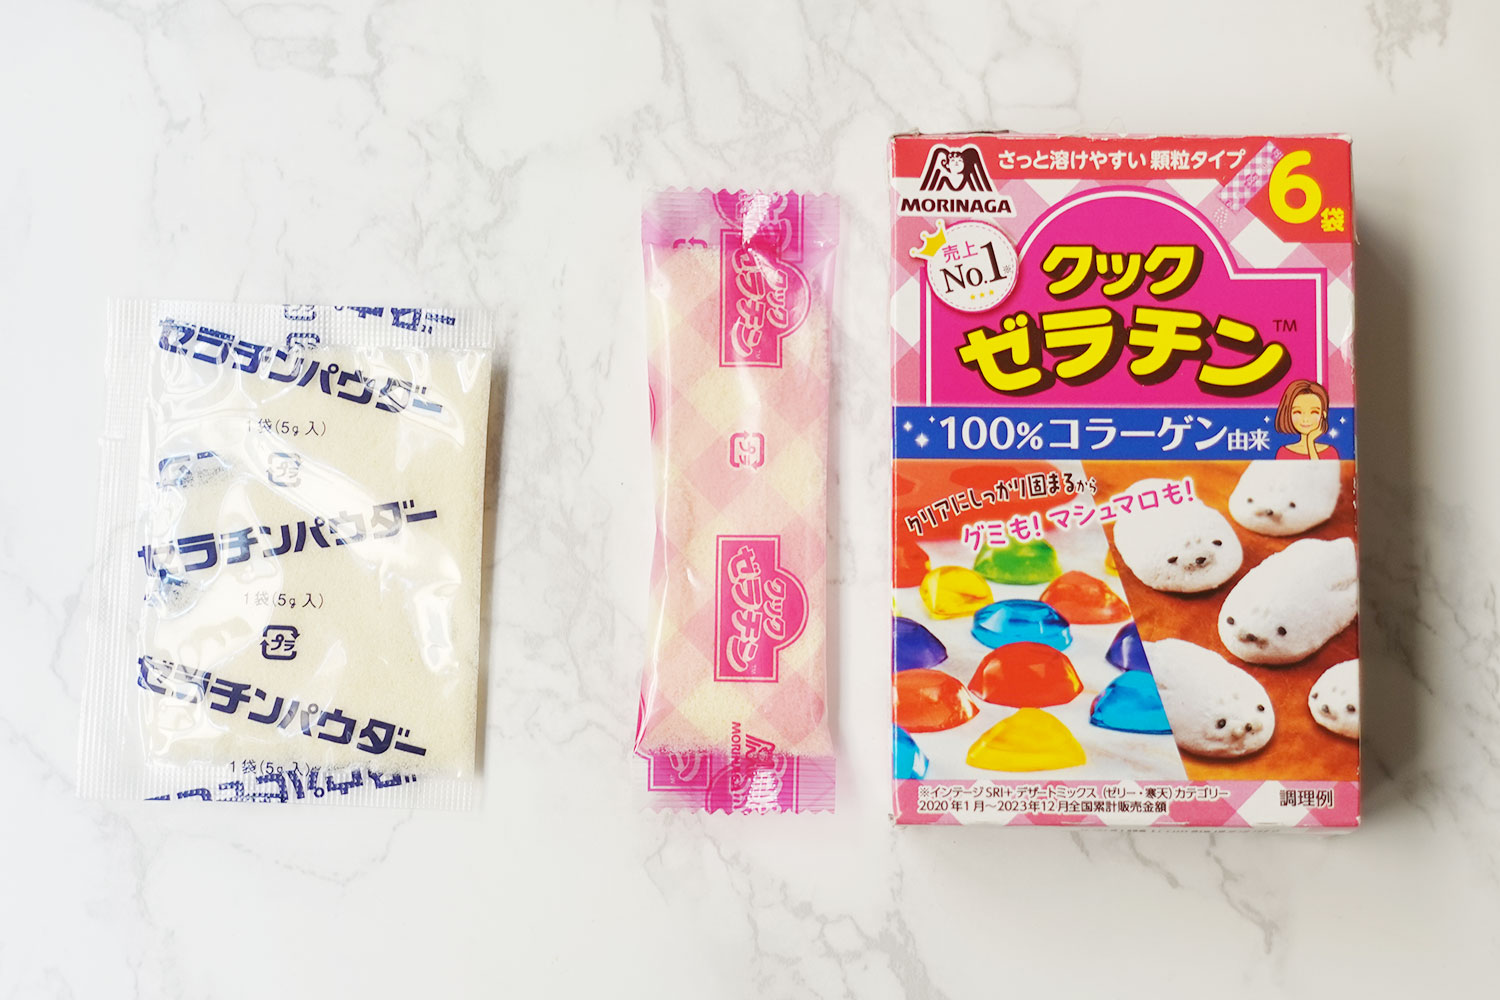 ゼラチンパウダー
1袋(5g入)
プラ
ゼラチンパウダー
1袋(5g入)
プラ
ゼラチンパウダー
1袋(5g入)
クック
ゼラチン
プラ
クック
ゼラチン
MORINAGA
さっと溶けやすい 顆粒タイプ
6袋
売上
No.1※
クック
ゼラチン™
100%コラーゲン由来
クリアにしっかり固まるから
グミも!マシュマロも!
※インテージSRI+ デザートミックス(ゼリー・寒天)カテゴリー
2020年1月～2023年12月全国累計販売金額
調理例